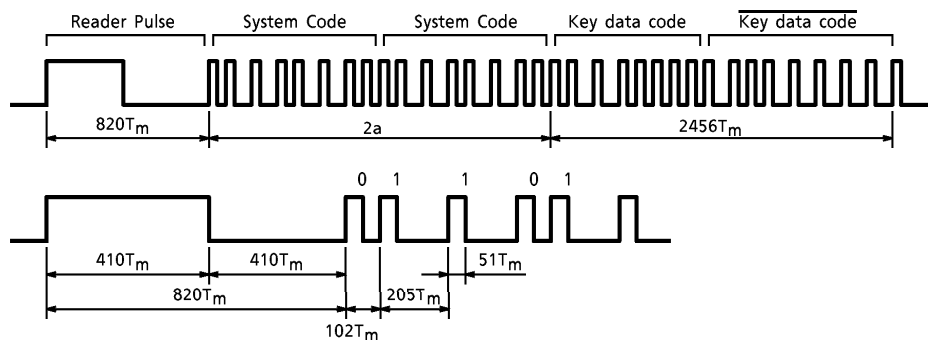 Reader Pulse System Code System Code Key data code Key data code
820Tm 2a 2456Tm
0 1 1 0 1
410Tm 410Tm 51Tm
820Tm 205Tm
102Tm